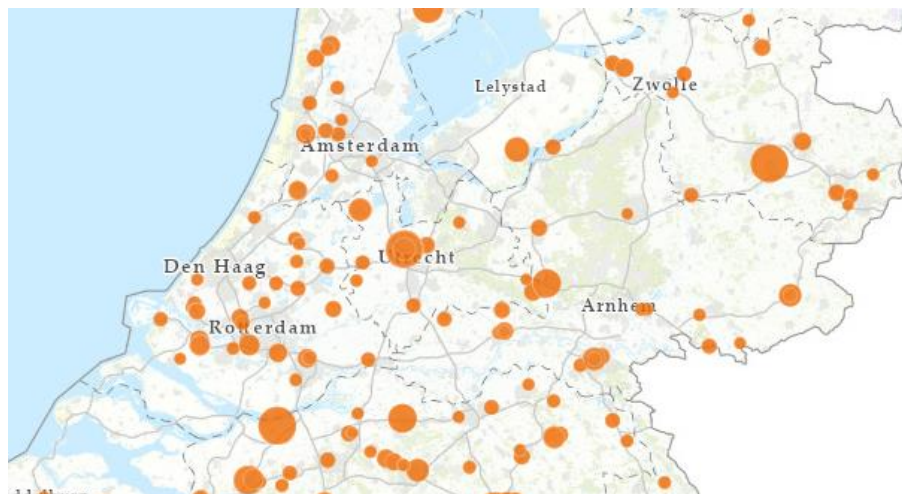 Lelystad
Zwolle
Amsterdam
Utrecht
Den Haag
Arnhem
Rotterdam